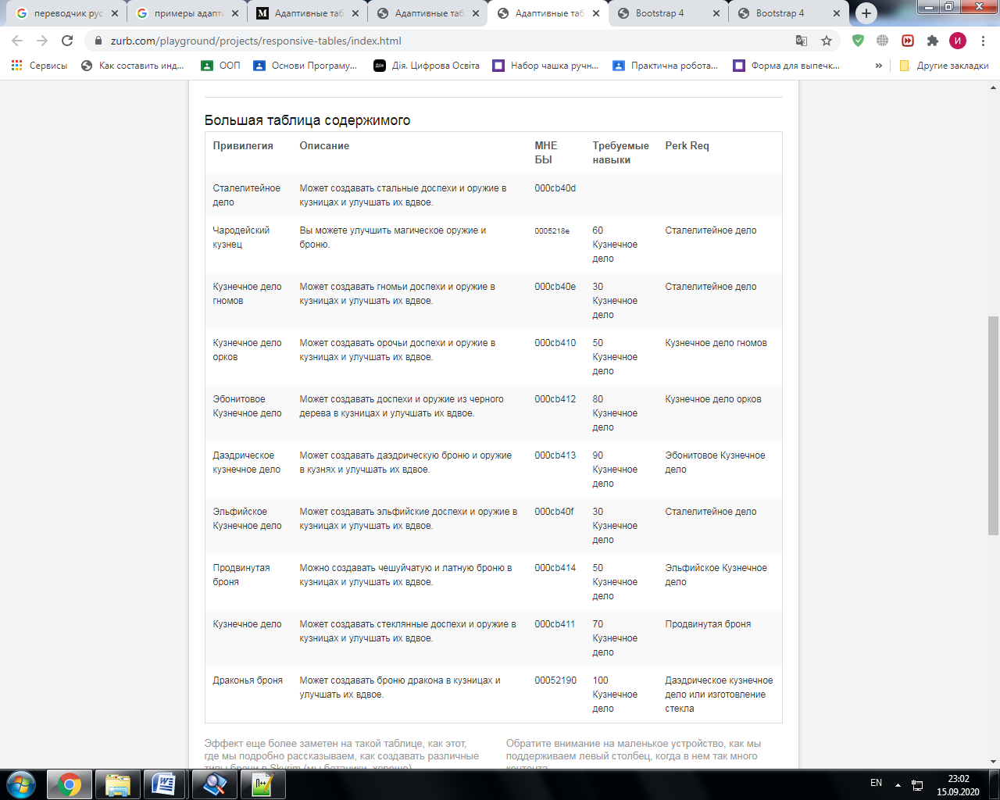 переводчик рус
примеры адапти
Адаптивные таб
Адаптивные таб
Адаптивные таб
Bootstrap 4
Bootstrap 4
zurb.com/playground/projects/responsive-tables/index.html
И
Сервисы
Как составить инд...
ООП
Основи Програму...
Дія. Цифрова Освіта
Набор чашка ручн...
Практична робота...
Форма для выпечк...
»
Другие закладки
Большая таблица содержимого
Привилегия Описание МНЕ БЫ Требуемые навыки Perk Req
Сталелитейное дело Может создавать стальные доспехи и оружие в кузницах и улучшать их вдвое. 000cb40d
Чародейский кузнец Вы можете улучшить магическое оружие и броню. 0005218e 60 Кузнечное дело Сталелитейное дело
Кузнечное дело гномов Может создавать гномьи доспехи и оружие в кузницах и улучшать их вдвое. 000cb40e 30 Кузнечное дело Сталелитейное дело
Кузнечное дело орков Может создавать орочьи доспехи и оружие в кузницах и улучшать их вдвое. 000cb410 50 Кузнечное дело Кузнечное дело гномов
Эбонитовое Кузнечное дело Может создавать доспехи и оружие из черного дерева в кузницах и улучшать их вдвое. 000cb412 80 Кузнечное дело Кузнечное дело орков
Даэдрическое кузнечное дело Может создавать даэдрическую броню и оружие в кузнях и улучшать их вдвое. 000cb413 90 Кузнечное дело Эбонитовое Кузнечное дело
Эльфийское Кузнечное дело Может создавать эльфийские доспехи и оружие в кузницах и улучшать их вдвое. 000cb40f 30 Кузнечное дело Сталелитейное дело
Продвинутая броня Можно создавать чешуйчатую и латную броню в кузницах и улучшать их вдвое. 000cb414 50 Кузнечное дело Эльфийское Кузнечное дело
Кузнечное дело Может создавать стеклянные доспехи и оружие в кузницах и улучшать их вдвое. 000cb411 70 Кузнечное дело Продвинутая броня
Драконья броня Может создавать броню дракона в кузницах и улучшать их вдвое. 00052190 100 Кузнечное дело Даэдрическое кузнечное дело или изготовление стекла
Эффект еще более заметен на такой таблице, как этот,
где мы подробно рассказываем, как создавать различные
типы брони в Skyrim (мы ботаники, хорошо)
Обратите внимание на маленькое устройство, как мы
поддерживаем левый столбец, когда в нем так много
контента
EN
23:02
15.09.2020